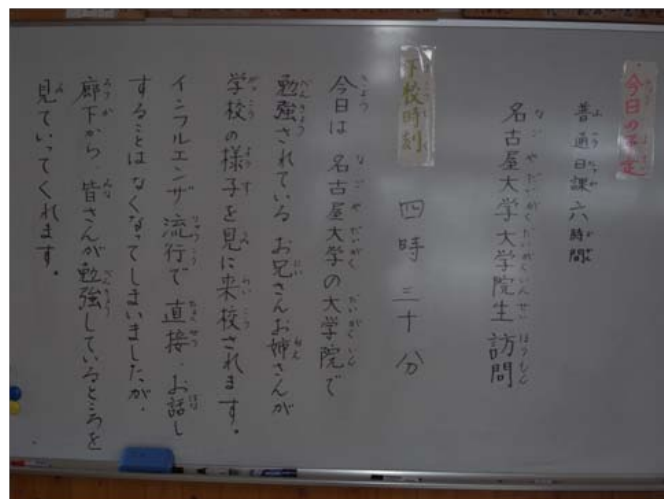 今日の予定
普通日課六時間
名古屋大学大学院生訪問
下校時刻
四時三十分
今日は 名古屋大学の大学院で
勉強されている お兄さんお姉さんが
学校の様子を見に来校されます。
インフルエンザ流行で 直接、お話し
することはなくなってしまいましたが、
廊下から、皆さんが勉強しているところを
見ていってくれます。